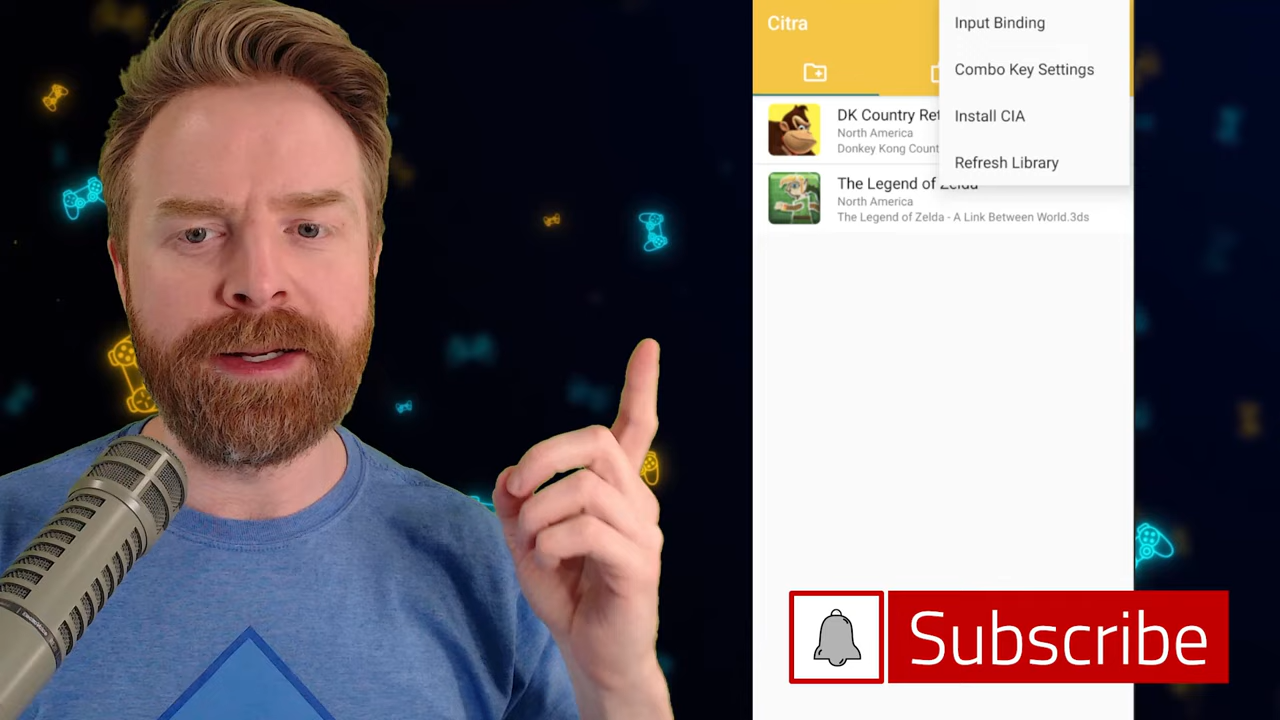 Citra
Input Binding
Combo Key Settings
Install CIA
Refresh Library
DK Country Ret
North America
Donkey Kong Count
The Legend of Zelda
North America
The Legend of Zelda - A Link Between World.3ds
Subscribe